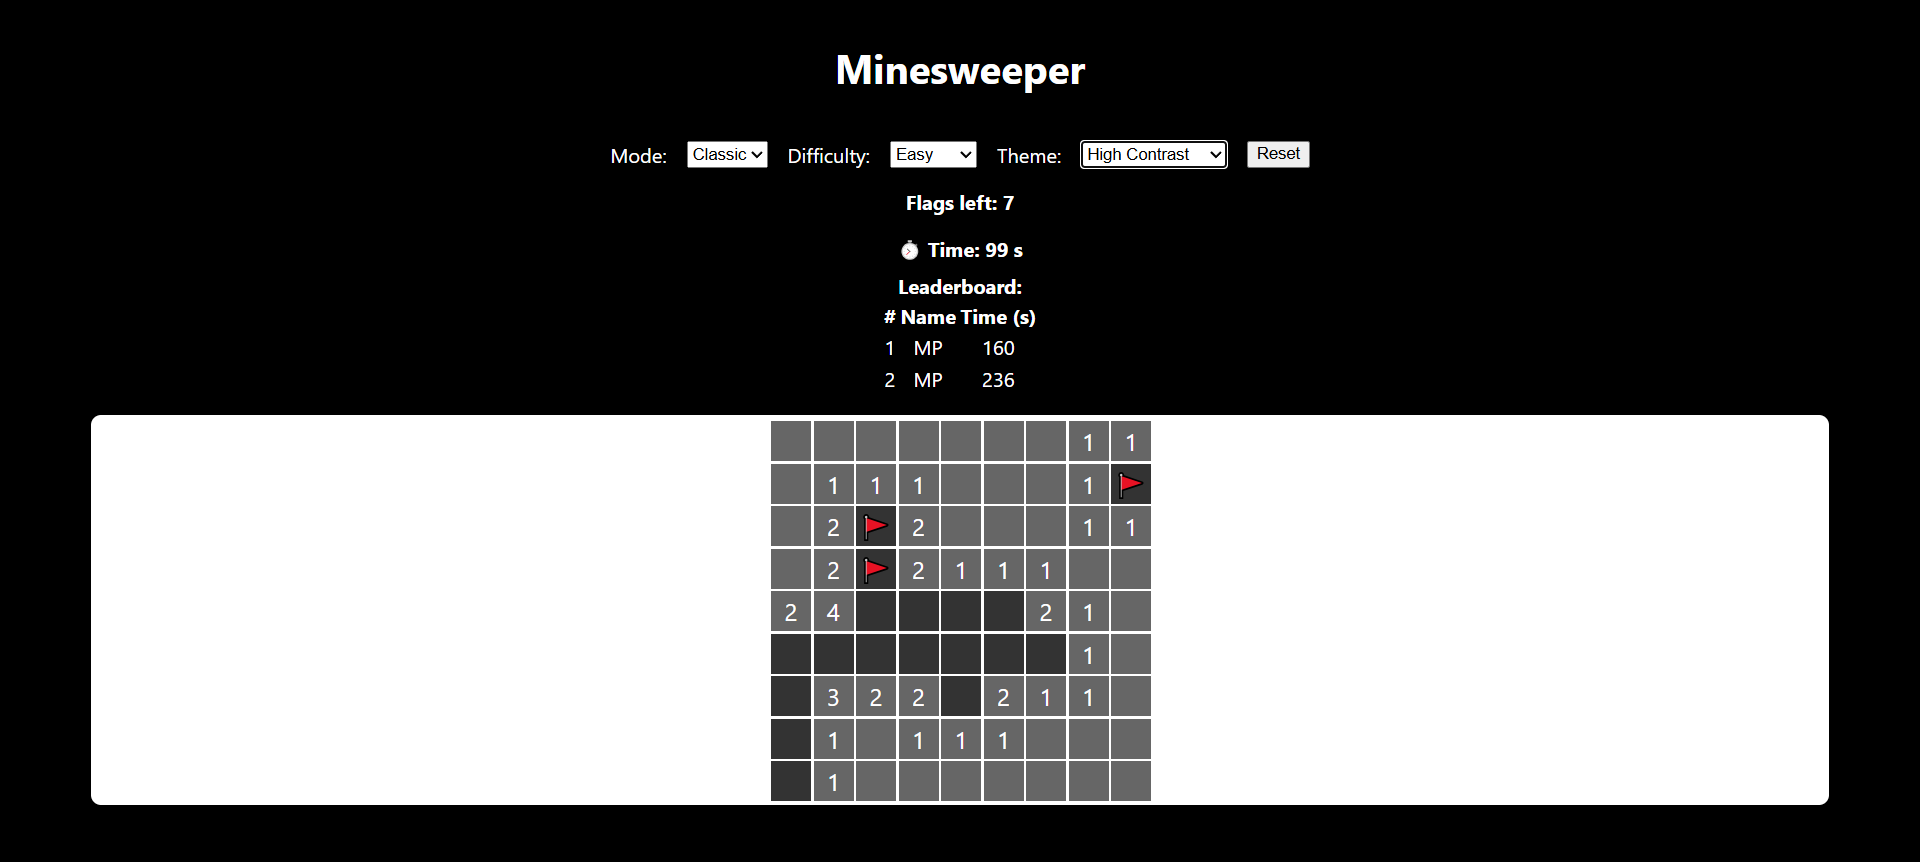 Minesweeper
Mode: Classic Difficulty: Easy Theme: High Contrast Reset
Flags left: 7
Time: 99 s
Leaderboard:
# Name Time (s)
1 MP 160
2 MP 236
1 1
1 1 1 1
2 2 1 1
2 2 1 1 1
2 4 2 1
1
3 2 2 2 1 1
1 1 1 1
1